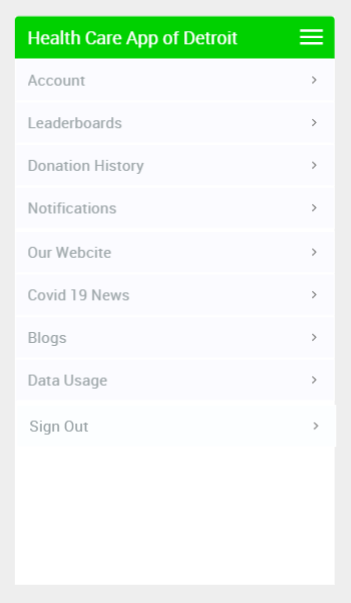 Health Care App of Detroit
Account
Leaderboards
Donation History
Notifications
Our Webcite
Covid 19 News
Blogs
Data Usage
Sign Out